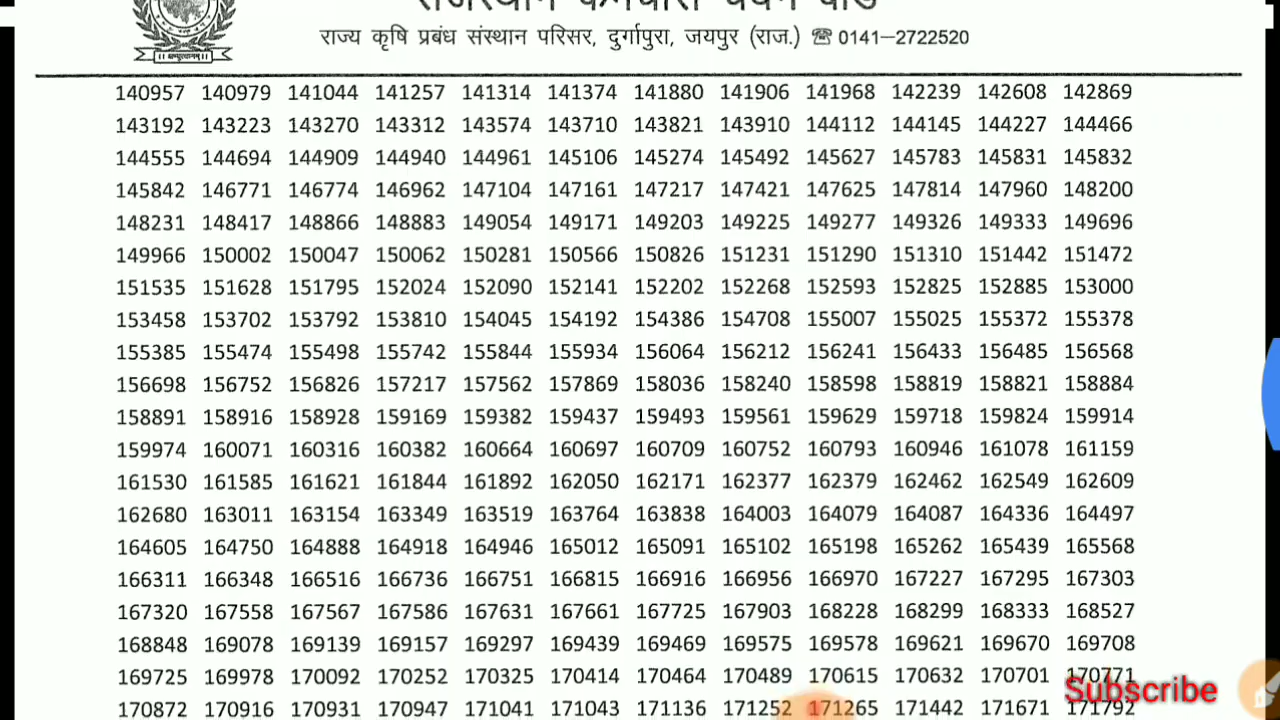 राजस्थान कर्मचारी चयन बोर्ड
राज्य कृषि प्रबंध संस्थान परिसर, दुर्गापुरा, जयपुर (राज.) ☎ 0141–2722520
140957 140979 141044 141257 141314 141374 141880 141906 141968 142239 142608 142869
143192 143223 143270 143312 143574 143710 143821 143910 144112 144145 144227 144466
144555 144694 144909 144940 144961 145106 145274 145492 145627 145783 145831 145832
145842 146771 146774 146962 147104 147161 147217 147421 147625 147814 147960 148200
148231 148417 148866 148883 149054 149171 149203 149225 149277 149326 149333 149696
149966 150002 150047 150062 150281 150566 150826 151231 151290 151310 151442 151472
151535 151628 151795 152024 152090 152141 152202 152268 152593 152825 152885 153000
153458 153702 153792 153810 154045 154192 154386 154708 155007 155025 155372 155378
155385 155474 155498 155742 155844 155934 156064 156212 156241 156433 156485 156568
156698 156752 156826 157217 157562 157869 158036 158240 158598 158819 158821 158884
158891 158916 158928 159169 159382 159437 159493 159561 159629 159718 159824 159914
159974 160071 160316 160382 160664 160697 160709 160752 160793 160946 161078 161159
161530 161585 161621 161844 161892 162050 162171 162377 162379 162462 162549 162609
162680 163011 163154 163349 163519 163764 163838 164003 164079 164087 164336 164497
164605 164750 164888 164918 164946 165012 165091 165102 165198 165262 165439 165568
166311 166348 166516 166736 166751 166815 166916 166956 166970 167227 167295 167303
167320 167558 167567 167586 167631 167661 167725 167903 168228 168299 168333 168527
168848 169078 169139 169157 169297 169439 169469 169575 169578 169621 169670 169708
169725 169978 170092 170252 170325 170414 170464 170489 170615 170632 170701 170771
Subscribe
170872 170916 170931 170947 171041 171043 171136 171252 171265 171442 171671 171792